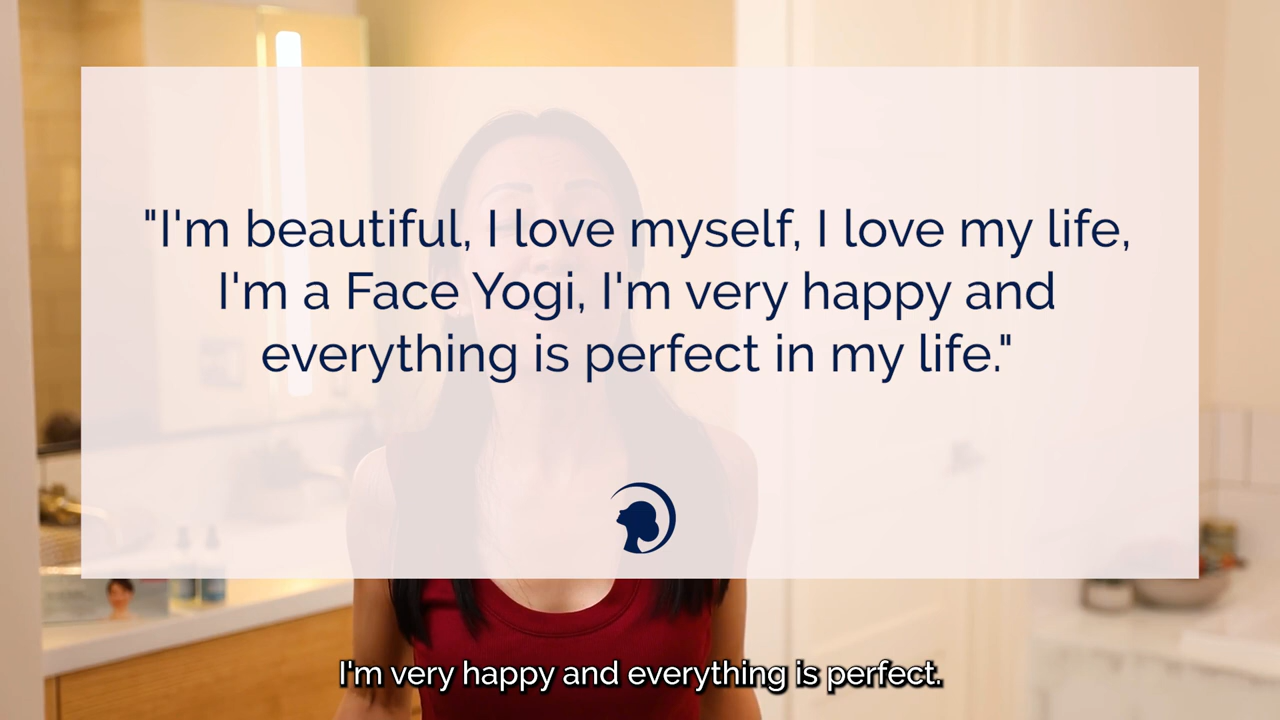 "I'm beautiful, I love myself, I love my life,
I'm a Face Yogi, I'm very happy and
everything is perfect in my life."
I'm very happy and everything is perfect.